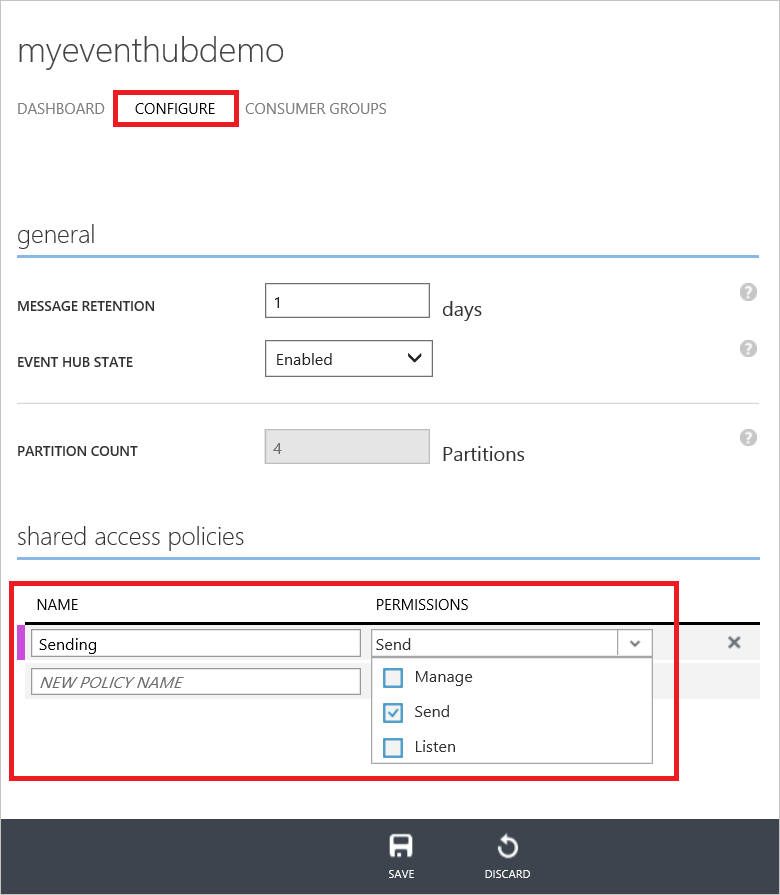 myeventhubdemo
DASHBOARD CONFIGURE CONSUMER GROUPS
general
MESSAGE RETENTION 1 days ?
EVENT HUB STATE Enabled ?
PARTITION COUNT 4 Partitions ?
shared access policies
NAME PERMISSIONS
Sending Send
NEW POLICY NAME
Manage
Send
Listen
SAVE DISCARD